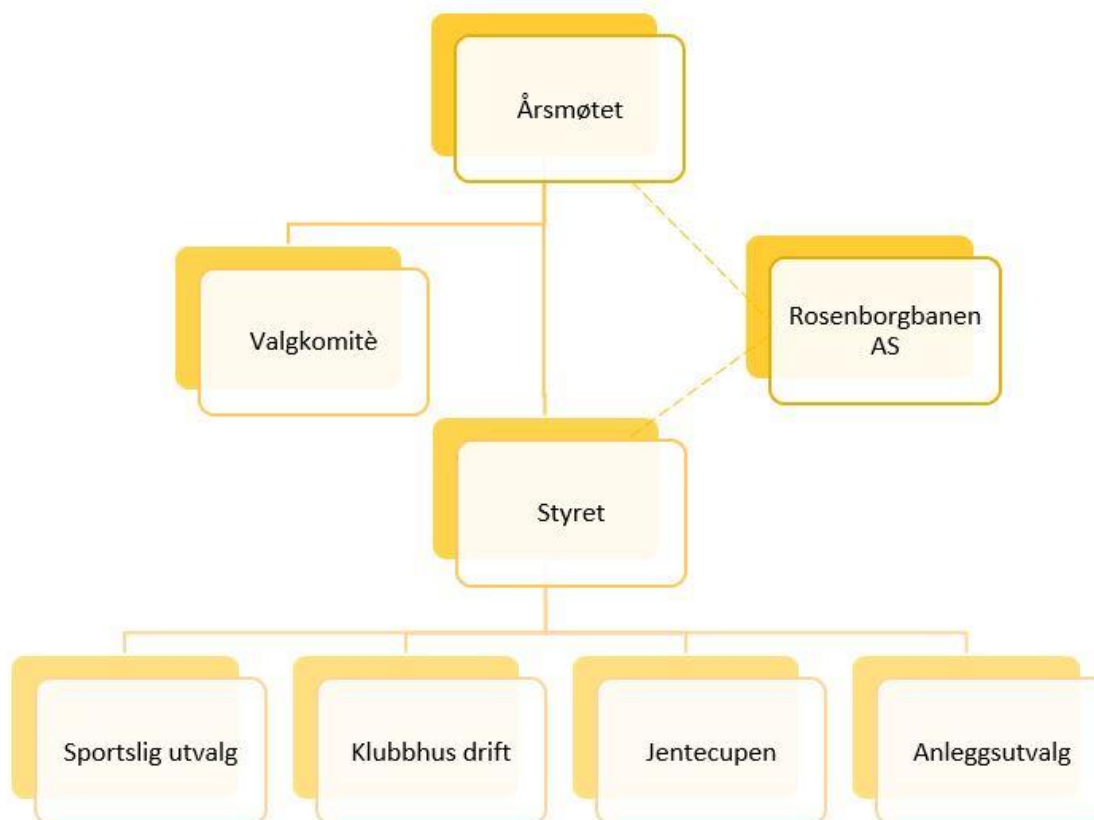 Årsmøtet
Valgkomitè
Rosenborgbanen
AS
Styret
Sportslig utvalg
Klubbhus drift
Jentecupen
Anleggsutvalg